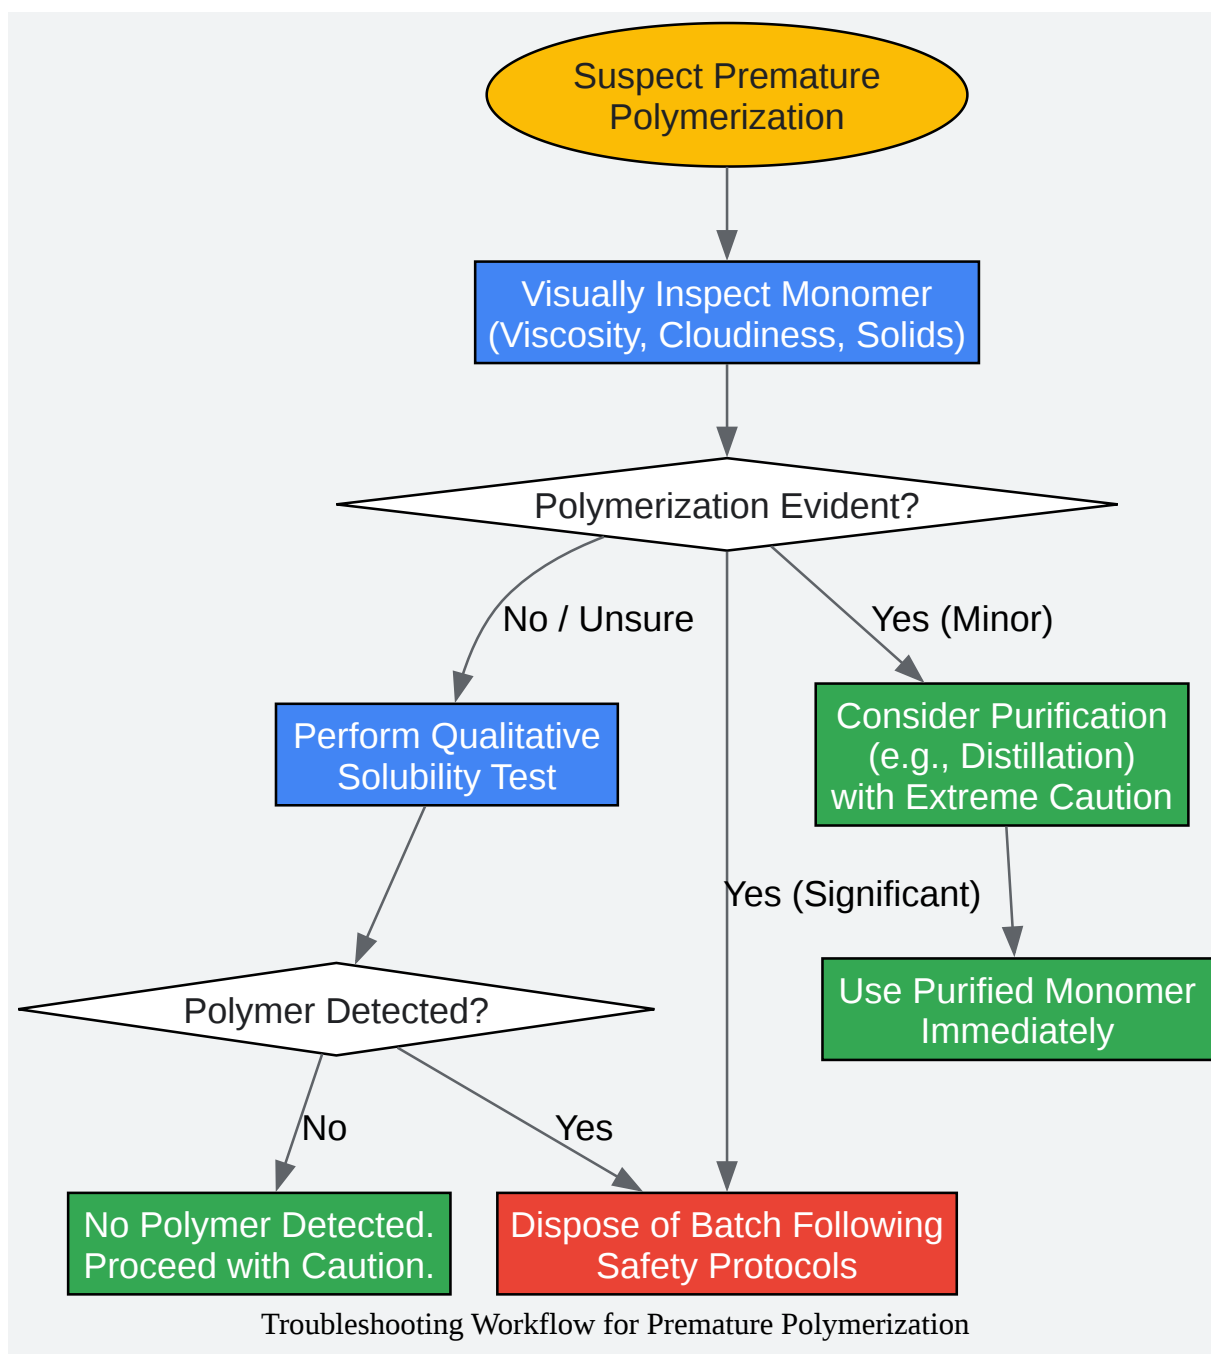 Suspect Premature
Polymerization
Visually Inspect Monomer
(Viscosity, Cloudiness, Solids)
Polymerization Evident?
No / Unsure
Yes (Minor)
Perform Qualitative
Solubility Test
Consider Purification
(e.g., Distillation)
with Extreme Caution
Yes (Significant)
Polymer Detected?
Use Purified Monomer
Immediately
No
Yes
No Polymer Detected.
Proceed with Caution.
Dispose of Batch Following
Safety Protocols
Troubleshooting Workflow for Premature Polymerization